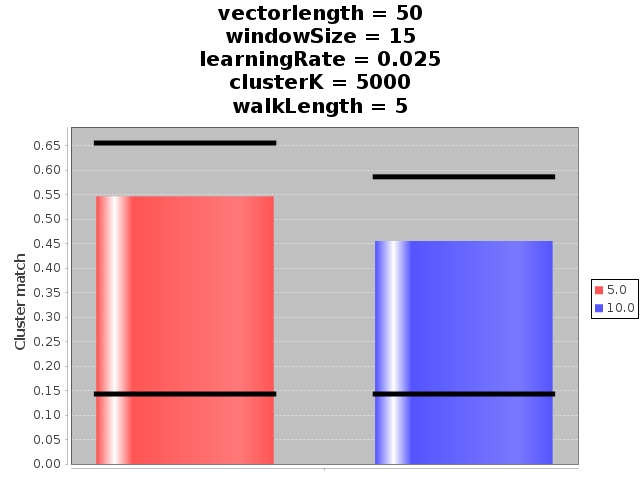 vectorlength = 50
windowSize = 15
learningRate = 0.025
clusterK = 5000
walkLength = 5
0.65
0.60
0.55
0.50
0.45
0.40
0.35
0.30
0.25
0.20
0.15
0.10
0.05
0.00
Cluster match
5.0
10.0